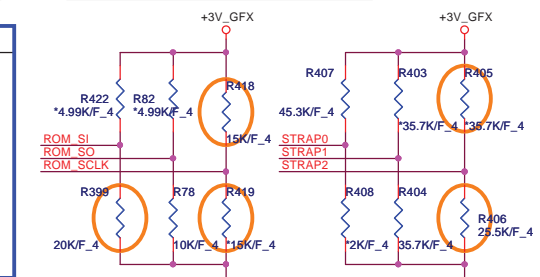 +3V_GFX
+3V_GFX
R422
*4.99K/F_4
R82
*4.99K/F_4
R418
15K/F_4
R407
45.3K/F_4
R403
*35.7K/F_4
R405
*35.7K/F_4
ROM_SI
ROM_SO
ROM_SCLK
STRAP0
STRAP1
STRAP2
R399
20K/F_4
R78
10K/F_4
R419
*15K/F_4
R408
*2K/F_4
R404
35.7K/F_4
R406
25.5K/F_4